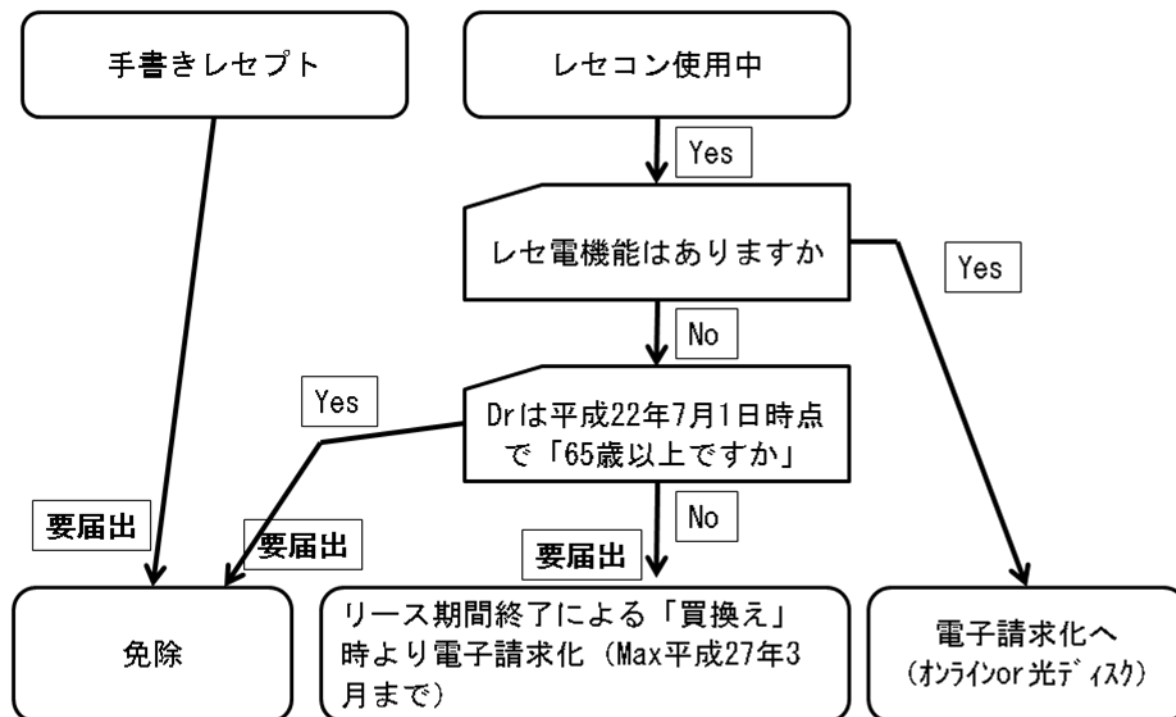 手書きレセプト
レセコン使用中
Yes
レセ電機能はありますか
Yes
No
Yes
Drは平成22年7月1日時点
で「65歳以上ですか」
No
要届出
要届出
要届出
免除
リース期間終了による「買換え」
時より電子請求化（Max平成27年3
月まで）
電子請求化へ
（ｵﾝﾗｲﾝor光ﾃﾞｨｽｸ）